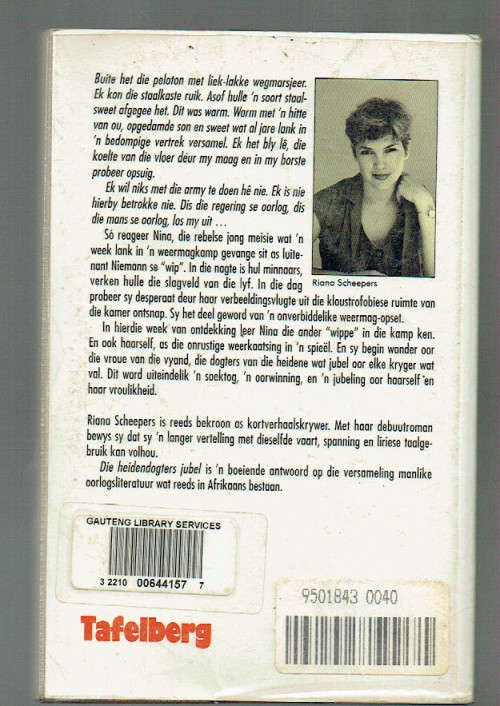 Buite het die peloton met liek-lakke wegmarsjeer.
Ek kon die staalkaste ruik. Asof hulle 'n soort staal-
sweet afgegee het. Dit was warm. Warm met 'n hitte
van ou, opgedamde son en sweet wat al jare lank in
'n bedompige vertrek versamel. Ek het bly lê, die
koelte van die vloer déur my maag en in my borste
probeer opsuig.
Ek wil niks met die army te doen hê nie. Ek is nie
hierby betrokke nie. Dis die regering se oorlog, dis
die mans se oorlog, los my uit ...
Só reageer Nina, die rebelse jong meisie wat 'n
week lank in 'n weermagkamp gevange sit as luite-
nant Niemann se "wip". In die nagte is hul minnaars,
verken hulle die slagveld van die lyf. In die dag
probeer sy desperaat deur haar verbeeldingsvlugte uit die kloustrofobiese ruimte van
die kamer ontsnap. Sy het deel geword van 'n onverbiddelike weermag-opset.
In hierdie week van ontdekking leer Nina die ander "wippe" in die kamp ken.
En ook haarself, as die onrustige weerkaatsing in 'n spieël. En sy begin wonder oor
die vroue van die vyand, die dogters van die heidene wat jubel oor elke kryger wat
val. Dit word uiteindelik 'n soektog, 'n oorwinning, en 'n jubeling oor haarself en
haar vroulikheid.
Riana Scheepers
Riana Scheepers is reeds bekroon as kortverhaalskrywer. Met haar debuutroman
bewys sy dat sy 'n langer vertelling met dieselfde vaart, spanning en liriese taalge-
bruik kan volhou.
Die heidendogters jubel is 'n boeiende antwoord op die versameling manlike
oorlogsliteratuur wat reeds in Afrikaans bestaan.
GAUTENG LIBRARY SERVICES
3 2210 00644157 7
9501843 0040
Tafelberg